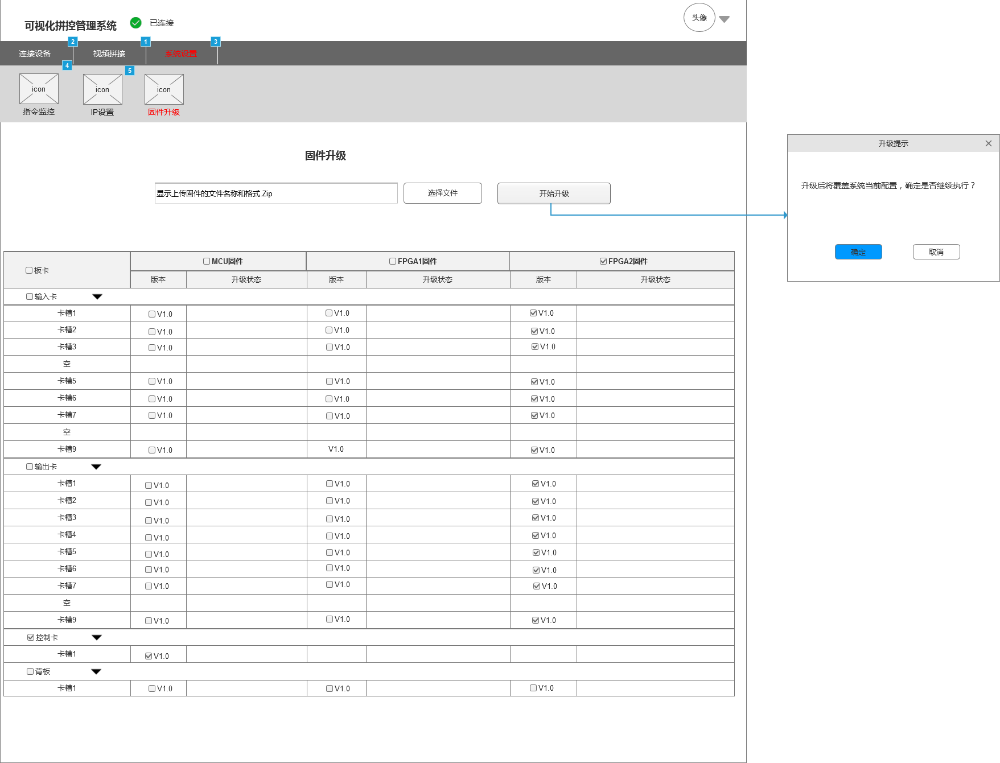 可视化拼控管理系统 已连接 头像
2 1 3
连接设备 视频拼接 系统设置
4 5
icon icon icon
指令监控 IP设置 固件升级
固件升级
显示上传固件的文件名称和格式.Zip 选择文件 开始升级
升级提示
升级后将覆盖系统当前配置，确定是否继续执行？
确定 取消
板卡 MCU固件 FPGA1固件 FPGA2固件
版本 升级状态 版本 升级状态 版本 升级状态
输入卡
卡槽1 V1.0 V1.0 V1.0
卡槽2 V1.0 V1.0 V1.0
卡槽3 V1.0 V1.0 V1.0
空
卡槽5 V1.0 V1.0 V1.0
卡槽6 V1.0 V1.0 V1.0
卡槽7 V1.0 V1.0 V1.0
空
卡槽9 V1.0 V1.0 V1.0
输出卡
卡槽1 V1.0 V1.0 V1.0
卡槽2 V1.0 V1.0 V1.0
卡槽3 V1.0 V1.0 V1.0
卡槽4 V1.0 V1.0 V1.0
卡槽5 V1.0 V1.0 V1.0
卡槽6 V1.0 V1.0 V1.0
卡槽7 V1.0 V1.0 V1.0
空
卡槽9 V1.0 V1.0 V1.0
控制卡
卡槽1 V1.0
背板
卡槽1 V1.0 V1.0 V1.0